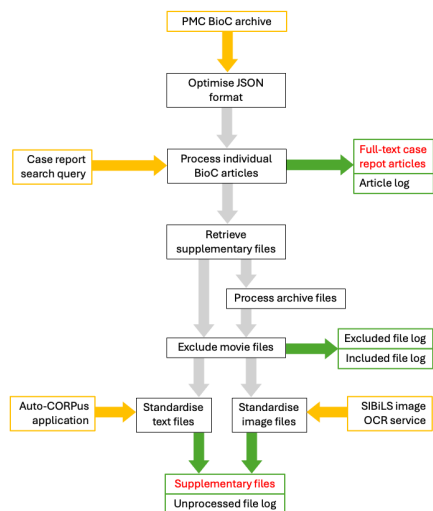 PMC BioC archive
Optimise JSON
format
Case report
search query
Process individual
BioC articles
Full-text case
repot articles
Article log
Retrieve
supplementary files
Process archive files
Exclude movie files
Excluded file log
Included file log
Auto-CORPus
application
Standardise
text files
Standardise
image files
SIBiLS image
OCR service
Supplementary files
Unprocessed file log